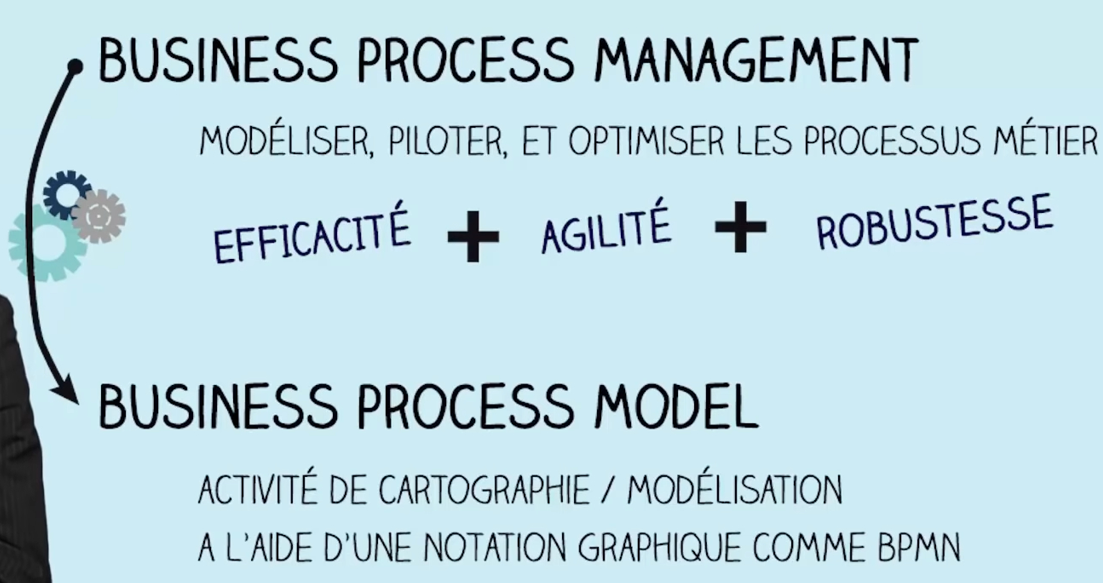 BUSINESS PROCESS MANAGEMENT
MODÉLISER, PILOTER, ET OPTIMISER LES PROCESSUS MÉTIER
EFFICACITÉ + AGILITÉ + ROBUSTESSE
BUSINESS PROCESS MODEL
ACTIVITÉ DE CARTOGRAPHIE / MODÉLISATION
A L'AIDE D'UNE NOTATION GRAPHIQUE COMME BPMN